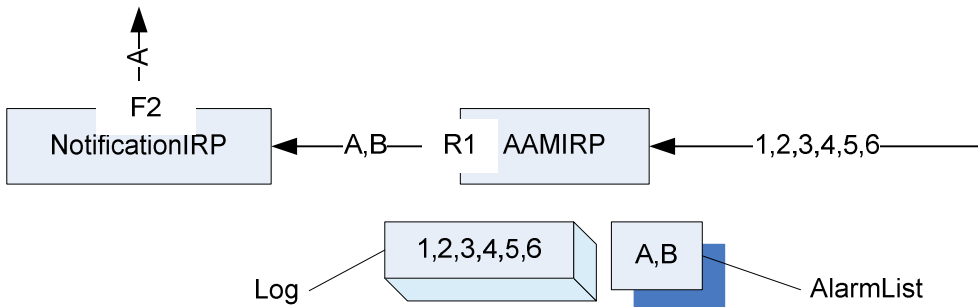 A
F2
NotificationIRP
A,B
R1
AAMIRP
1,2,3,4,5,6
1,2,3,4,5,6
A,B
Log
AlarmList